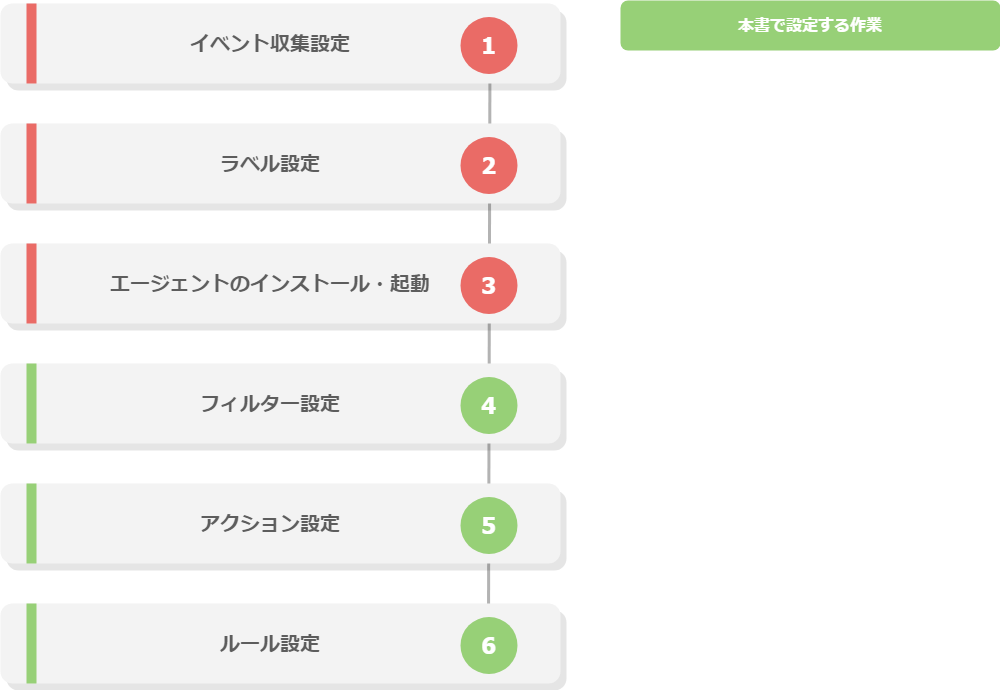 イベント収集設定
1
本書で設定する作業
ラベル設定
2
エージェントのインストール・起動
3
フィルター設定
4
アクション設定
5
ルール設定
6